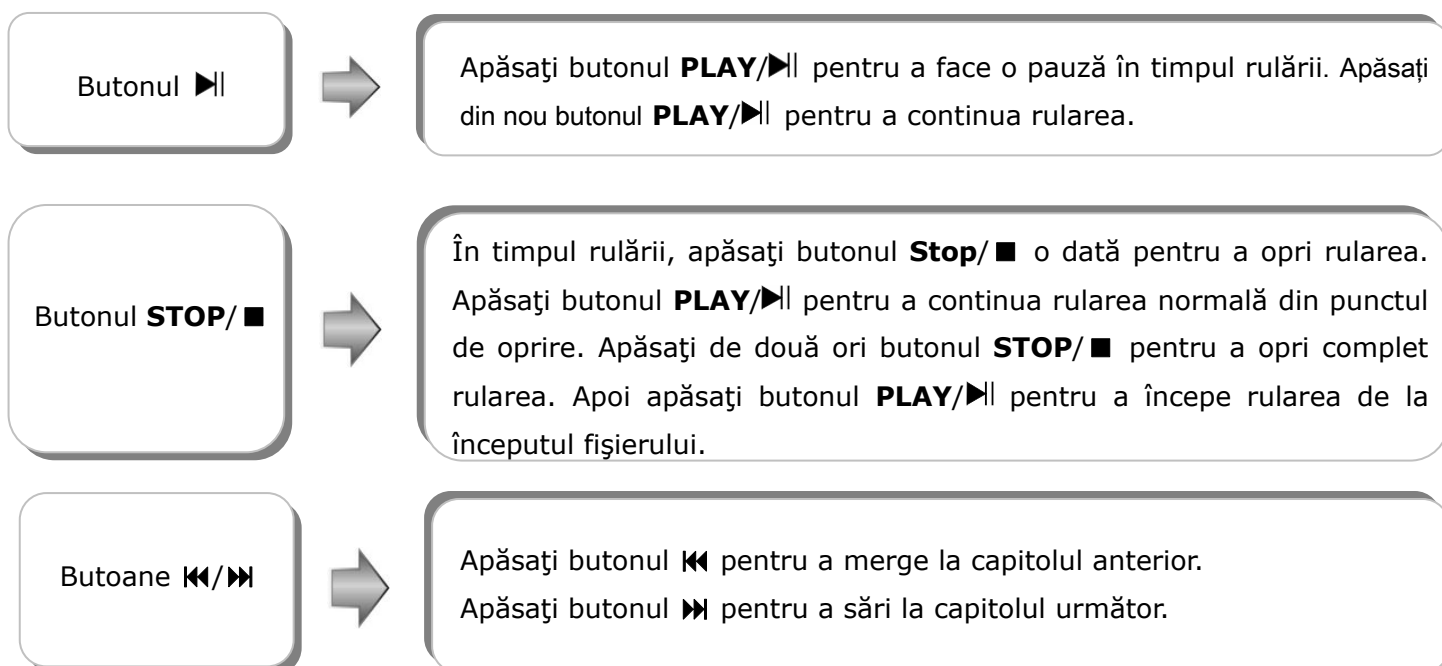 Butonul ⏯
Apăsaţi butonul PLAY/⏯ pentru a face o pauză în timpul rulării. Apăsați
din nou butonul PLAY/⏯ pentru a continua rularea.
Butonul STOP/■
În timpul rulării, apăsaţi butonul Stop/■ o dată pentru a opri rularea.
Apăsaţi butonul PLAY/⏯ pentru a continua rularea normală din punctul
de oprire. Apăsaţi de două ori butonul STOP/■ pentru a opri complet
rularea. Apoi apăsaţi butonul PLAY/⏯ pentru a începe rularea de la
începutul fişierului.
Butoane ⏮/⏭
Apăsaţi butonul ⏮ pentru a merge la capitolul anterior.
Apăsaţi butonul ⏭ pentru a sări la capitolul următor.